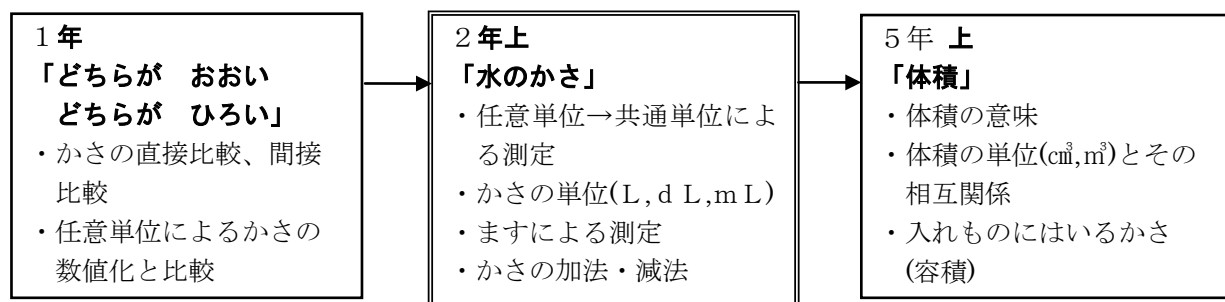 １年
「どちらが　おおい
どちらが　ひろい」
・かさの直接比較、間接
比較
・任意単位によるかさの
数値化と比較
２年上
「水のかさ」
・任意単位→共通単位によ
る測定
・かさの単位(Ｌ,ｄＬ,ｍＬ)
・ますによる測定
・かさの加法・減法
５年 上
「体積」
・体積の意味
・体積の単位(㎤,㎥)とその
相互関係
・入れものにはいるかさ
(容積)